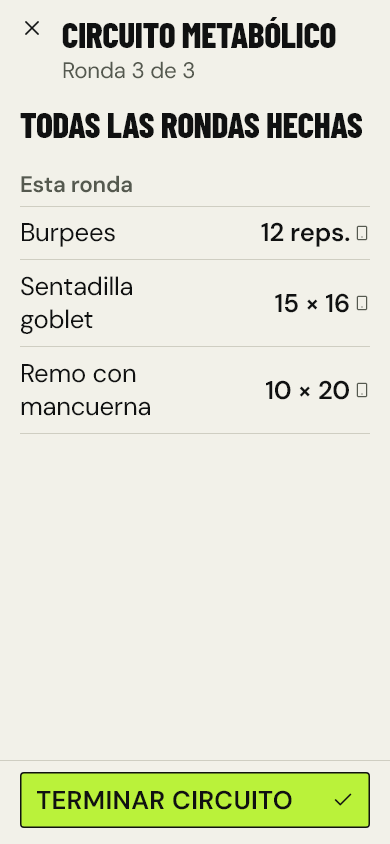 CIRCUITO METABÓLICO
Ronda 3 de 3
TODAS LAS RONDAS HECHAS
Esta ronda
Burpees 12 reps.
Sentadilla
goblet 15 × 16
Remo con
mancuerna 10 × 20
TERMINAR CIRCUITO